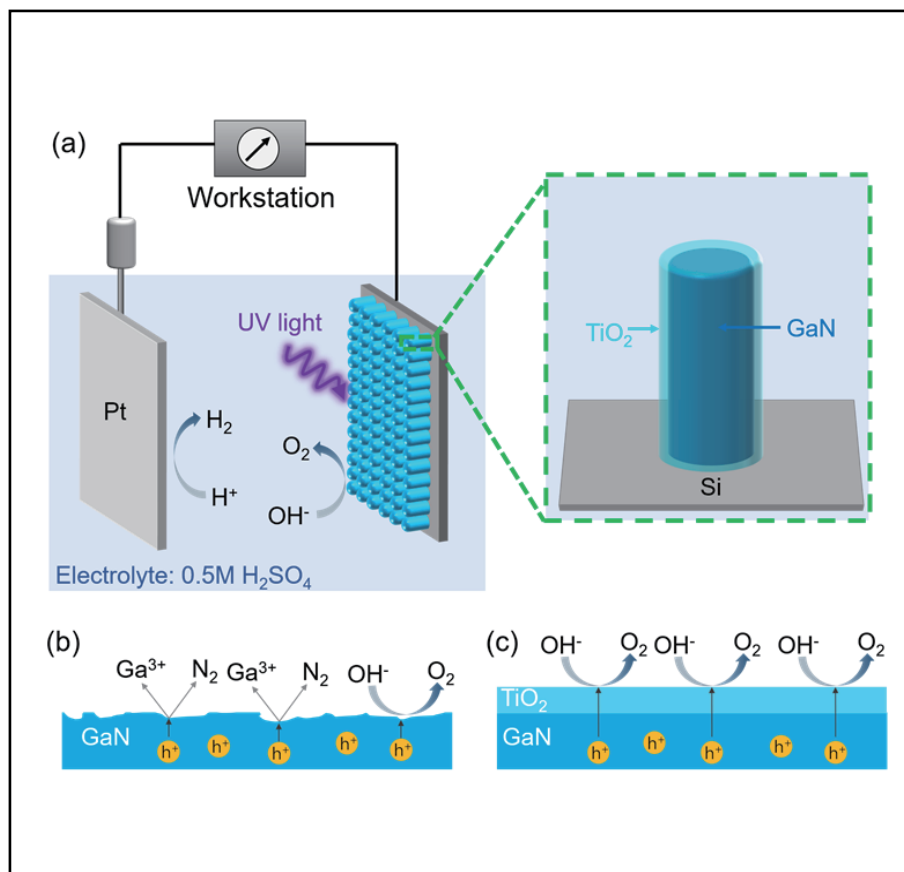 (a)
Workstation
UV light
Pt
H₂
H⁺
O₂
OH⁻
Electrolyte: 0.5M H₂SO₄
TiO₂
GaN
Si
(b)
Ga³⁺
N₂
Ga³⁺
N₂
OH⁻
O₂
GaN
h⁺
h⁺
h⁺
h⁺
h⁺
(c)
OH⁻
O₂
OH⁻
O₂
OH⁻
O₂
TiO₂
GaN
h⁺
h⁺
h⁺
h⁺
h⁺